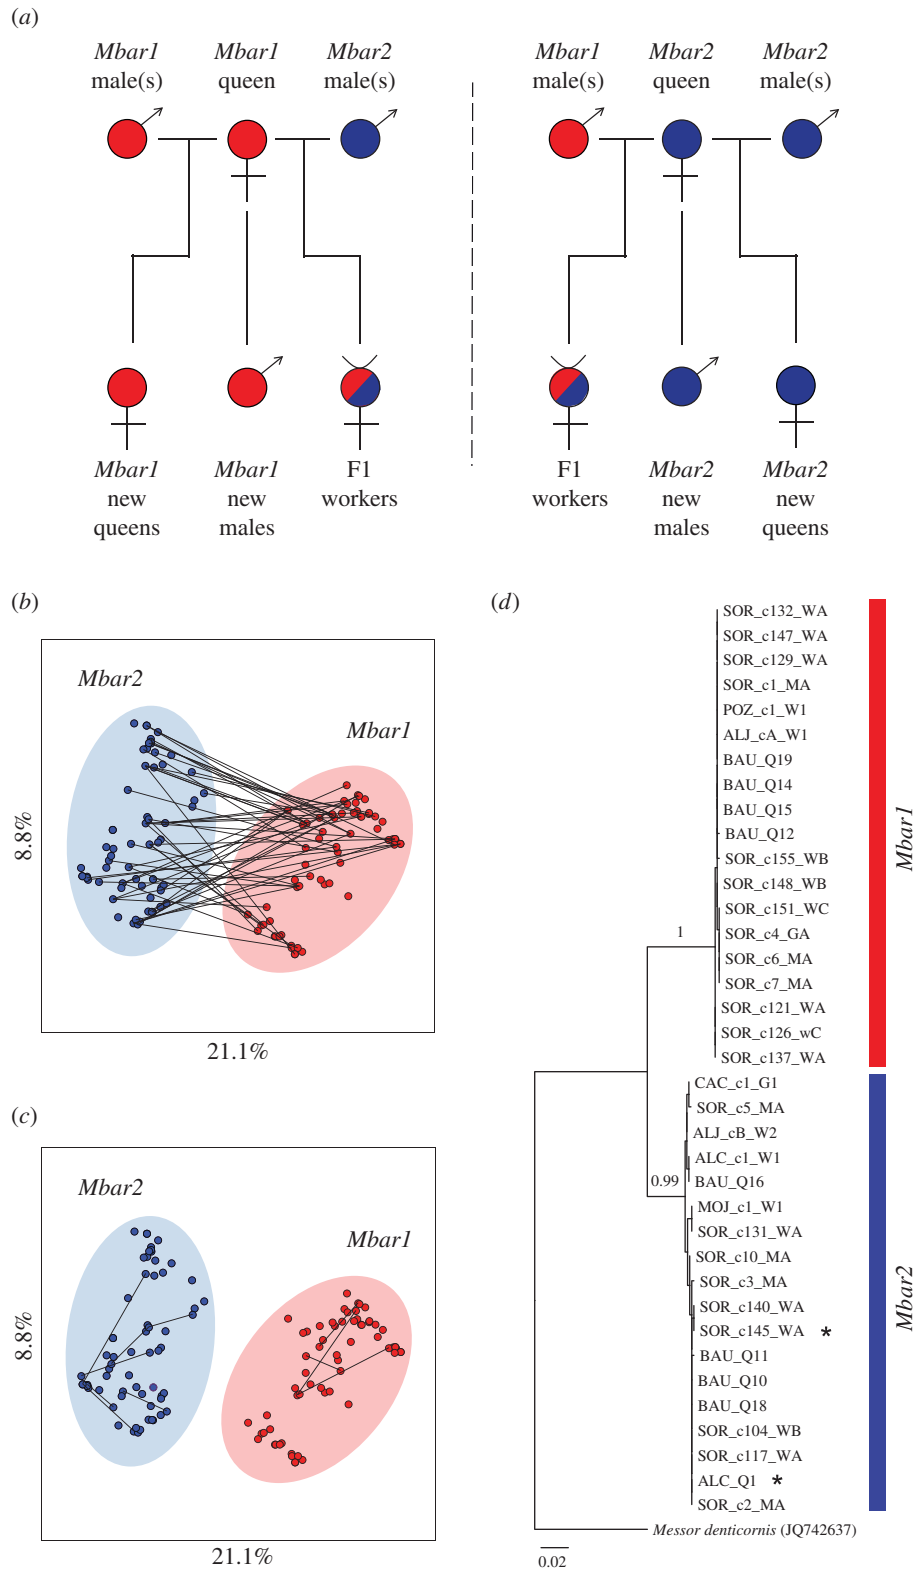 (a)
Mbar1 male(s)
Mbar1 queen
Mbar2 male(s)
Mbar1 male(s)
Mbar2 queen
Mbar2 male(s)
Mbar1 new queens
Mbar1 new males
F1 workers
F1 workers
Mbar2 new males
Mbar2 new queens
(b)
Mbar2
Mbar1
8.8%
21.1%
(c)
Mbar2
Mbar1
8.8%
21.1%
(d)
SOR_c132_WA
SOR_c147_WA
SOR_c129_WA
SOR_c1_MA
POZ_c1_W1
ALJ_cA_W1
BAU_Q19
BAU_Q14
BAU_Q15
BAU_Q12
SOR_c155_WB
SOR_c148_WB
SOR_c151_WC
SOR_c4_GA
SOR_c6_MA
SOR_c7_MA
SOR_c121_WA
SOR_c126_wC
SOR_c137_WA
CAC_c1_G1
SOR_c5_MA
ALJ_cB_W2
ALC_c1_W1
BAU_Q16
MOJ_c1_W1
SOR_c131_WA
SOR_c10_MA
SOR_c3_MA
SOR_c140_WA
SOR_c145_WA *
BAU_Q11
BAU_Q10
BAU_Q18
SOR_c104_WB
SOR_c117_WA
ALC_Q1 *
SOR_c2_MA
Messor denticornis (JQ742637)
1
0.99
0.02
Mbar1
Mbar2